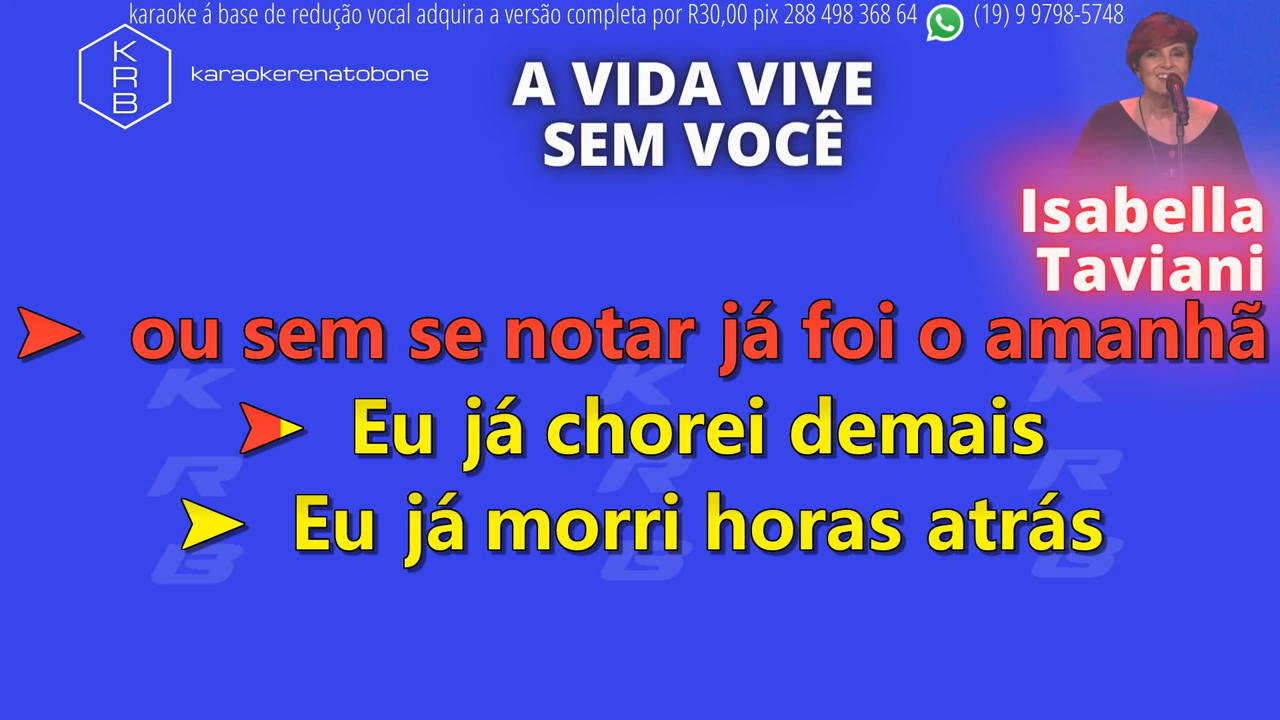 karaoke á base de redução vocal adquira a versão completa por R30,00 pix 288 498 368 64 (19) 9 9798-5748
KRB
karaokerenatobone
A VIDA VIVE
SEM VOCÊ
Isabella
Taviani
ou sem se notar já foi o amanhã
Eu já chorei demais
Eu já morri horas atrás
K K K
R R R
B B B